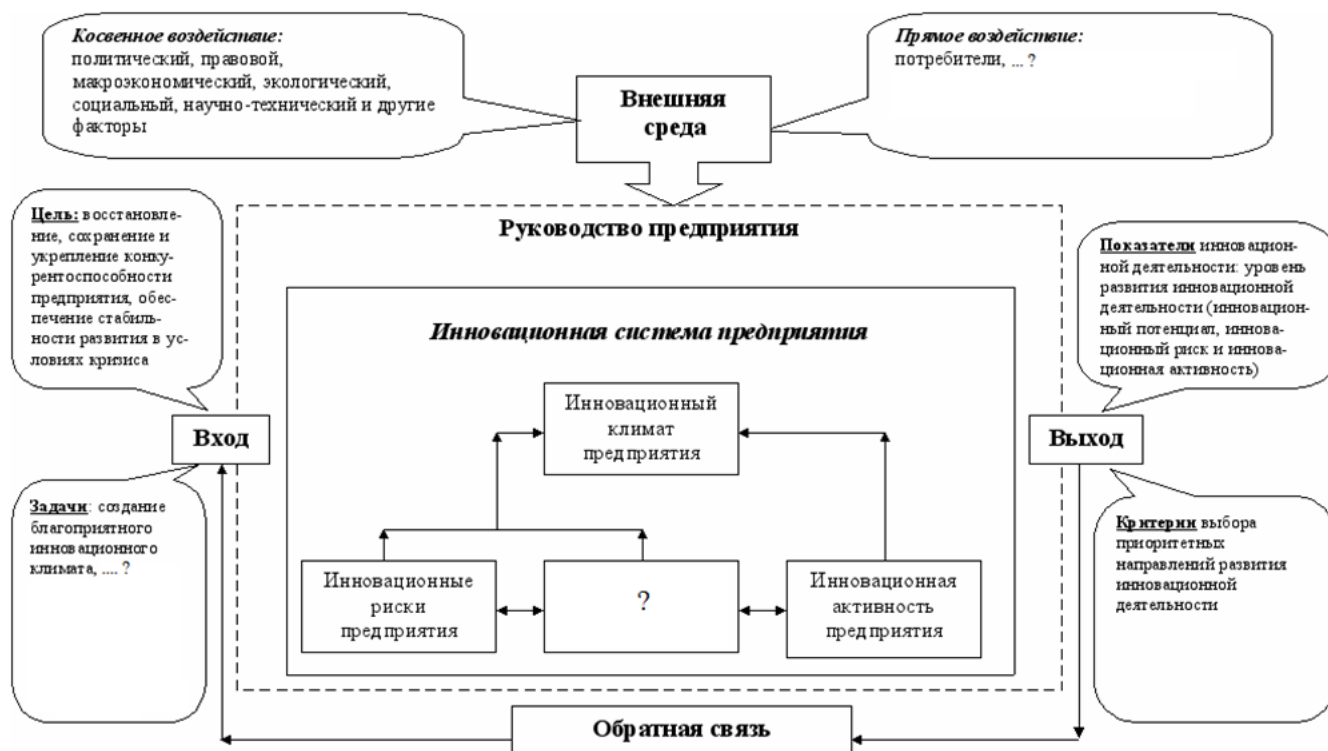 Косвенное воздействие:
политический, правовой,
макроэкономический, экологический,
социальный, научно-технический и другие
факторы
Прямое воздействие:
потребители, ... ?
Внешняя
среда
Цель: восстановле-
ние, сохранение и
укрепление конку-
рентоспособности
предприятия, обес-
печение стабиль-
ности развития в ус-
ловиях кризиса
Руководство предприятия
Показатели инновацион-
ной деятельности: уровень
развития инновационной
деятельности (инновацион-
ный потенциал, иннова-
ционный риск и иннова-
ционная активность)
Инновационная система предприятия
Инновационный
климат
предприятия
Вход
Выход
Задачи: создание
благоприятного
инновационного
климата, .... ?
Инновационные
риски
предприятия
?
Инновационная
активность
предприятия
Критерии выбора
приоритетных
направлений развития
инновационной
деятельности
Обратная связь